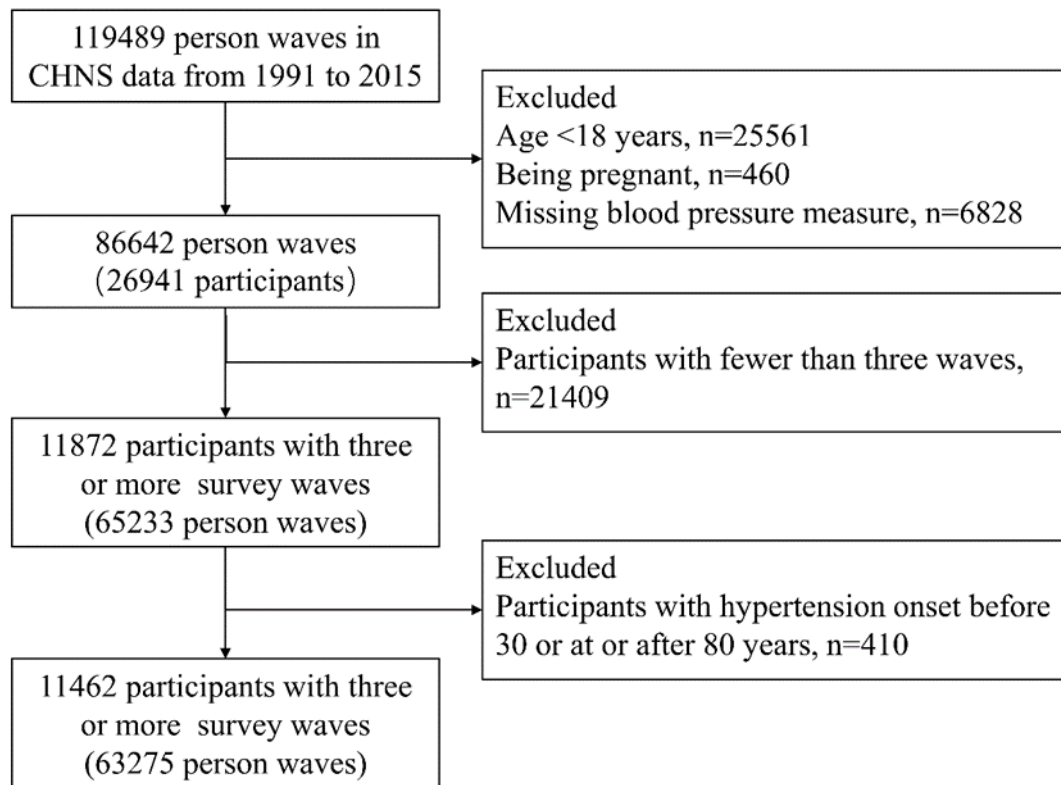 119489 person waves in
CHNS data from 1991 to 2015
Excluded
Age <18 years, n=25561
Being pregnant, n=460
Missing blood pressure measure, n=6828
86642 person waves
(26941 participants)
Excluded
Participants with fewer than three waves,
n=21409
11872 participants with three
or more survey waves
(65233 person waves)
Excluded
Participants with hypertension onset before
30 or at or after 80 years, n=410
11462 participants with three
or more survey waves
(63275 person waves)